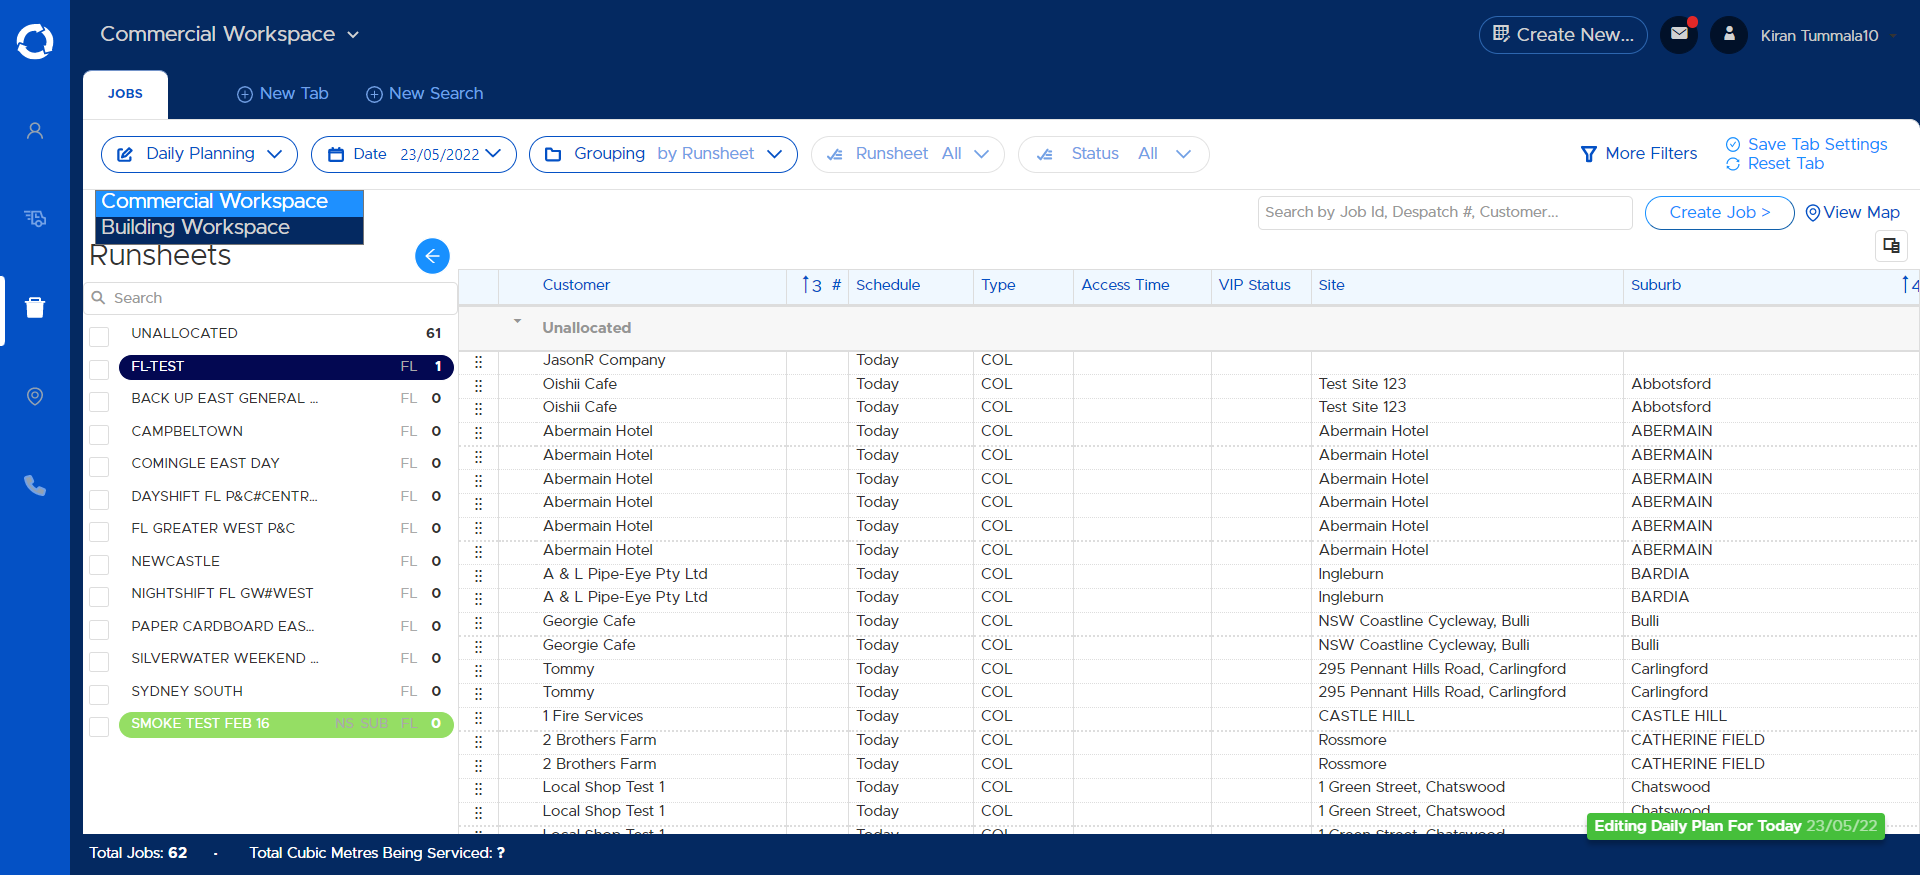 Commercial Workspace
Create New...
Kiran Tummala10
JOBS
New Tab
New Search
Daily Planning
Date 23/05/2022
Grouping by Runsheet
Runsheet All
Status All
More Filters
Save Tab Settings
Reset Tab
Commercial Workspace
Building Workspace
Search by Job Id, Despatch #, Customer...
Create Job >
View Map
Runsheets
Search
UNALLOCATED 61
FL-TEST FL 1
BACK UP EAST GENERAL ... FL 0
CAMPBELTOWN FL 0
COMINGLE EAST DAY FL 0
DAYSHIFT FL P&C#CENTR... FL 0
FL GREATER WEST P&C FL 0
NEWCASTLE FL 0
NIGHTSHIFT FL GW#WEST FL 0
PAPER CARDBOARD EAS... FL 0
SILVERWATER WEEKEND ... FL 0
SYDNEY SOUTH FL 0
SMOKE TEST FEB 16 NS SUB FL 0
Customer 3 # Schedule Type Access Time VIP Status Site Suburb 4
Unallocated
JasonR Company Today COL
Oishii Cafe Today COL Test Site 123 Abbotsford
Oishii Cafe Today COL Test Site 123 Abbotsford
Abermain Hotel Today COL Abermain Hotel ABERMAIN
Abermain Hotel Today COL Abermain Hotel ABERMAIN
Abermain Hotel Today COL Abermain Hotel ABERMAIN
Abermain Hotel Today COL Abermain Hotel ABERMAIN
Abermain Hotel Today COL Abermain Hotel ABERMAIN
Abermain Hotel Today COL Abermain Hotel ABERMAIN
A & L Pipe-Eye Pty Ltd Today COL Ingleburn BARDIA
A & L Pipe-Eye Pty Ltd Today COL Ingleburn BARDIA
Georgie Cafe Today COL NSW Coastline Cycleway, Bulli Bulli
Georgie Cafe Today COL NSW Coastline Cycleway, Bulli Bulli
Tommy Today COL 295 Pennant Hills Road, Carlingford Carlingford
Tommy Today COL 295 Pennant Hills Road, Carlingford Carlingford
1 Fire Services Today COL CASTLE HILL CASTLE HILL
2 Brothers Farm Today COL Rossmore CATHERINE FIELD
2 Brothers Farm Today COL Rossmore CATHERINE FIELD
Local Shop Test 1 Today COL 1 Green Street, Chatswood Chatswood
Local Shop Test 1 Today COL 1 Green Street, Chatswood Chatswood
Local Shop Test 1 Today COL 1 Green Street, Chatswood
Editing Daily Plan For Today 23/05/22
Total Jobs: 62 · Total Cubic Metres Being Serviced: ?